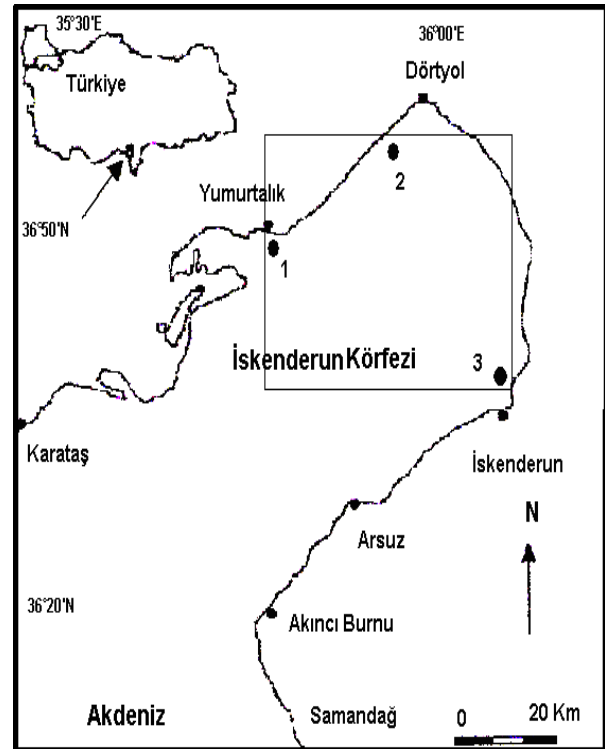 35°30'E
36°00'E
Türkiye
Dörtyol
2
Yumurtalık
36°50'N
1
İskenderun Körfezi
3
Karataş
İskenderun
N
Arsuz
36°20'N
Akıncı Burnu
Akdeniz
Samandağ
0 20 Km